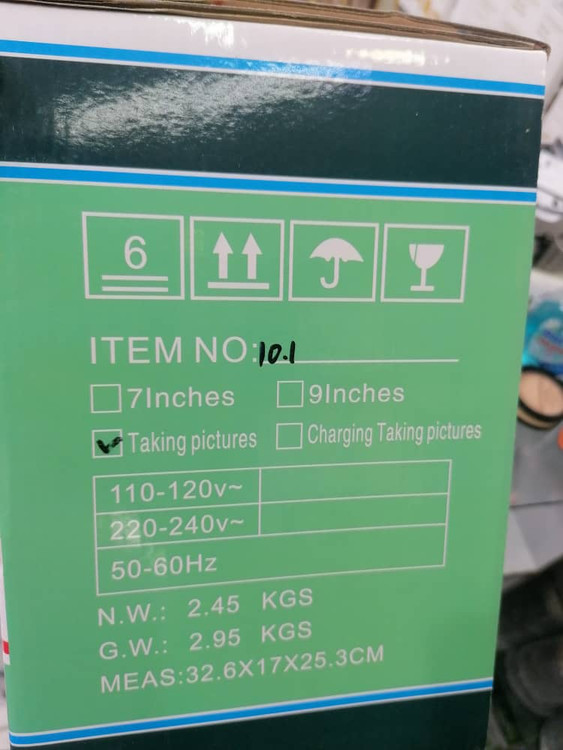 6
ITEM NO: 10.1
7Inches 9Inches
Taking pictures Charging Taking pictures
110-120v~
220-240v~
50-60Hz
N.W.: 2.45 KGS
G.W.: 2.95 KGS
MEAS:32.6X17X25.3CM